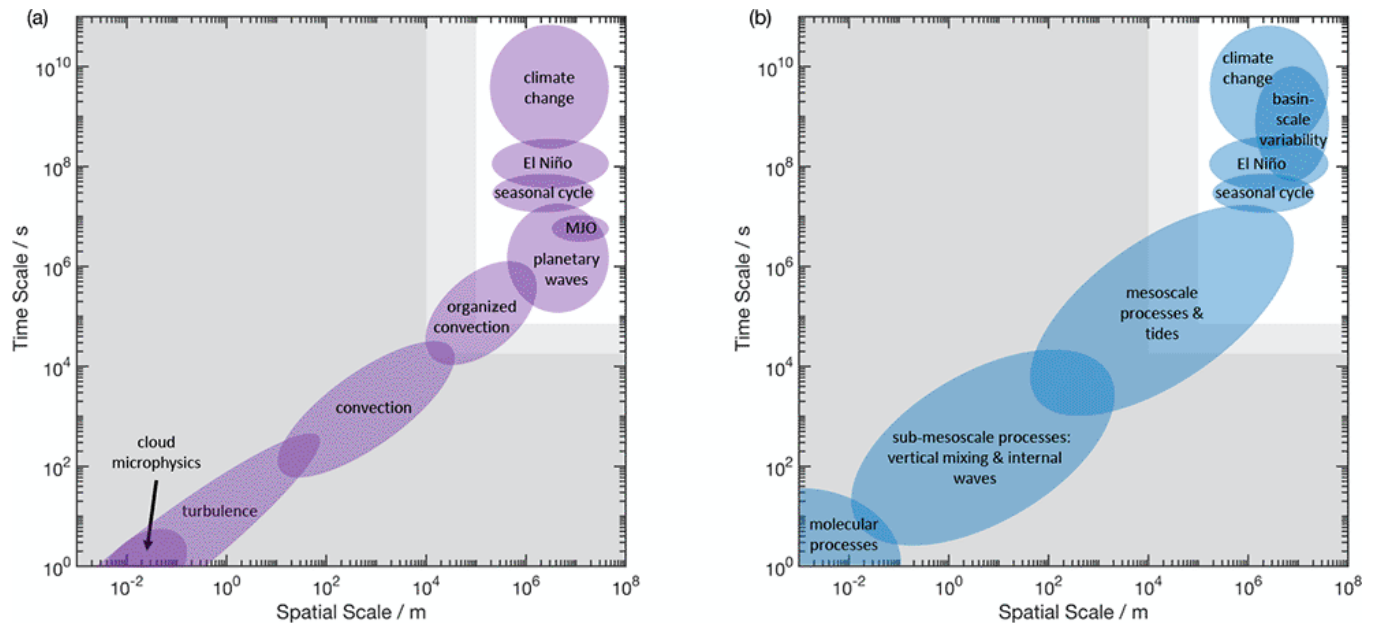 (a)
Time Scale / s
10^10
10^8
10^6
10^4
10^2
10^0
climate
change
El Niño
seasonal cycle
MJO
planetary
waves
organized
convection
convection
cloud
microphysics
turbulence
10^-2
10^0
10^2
10^4
10^6
10^8
Spatial Scale / m
(b)
Time Scale / s
10^10
10^8
10^6
10^4
10^2
10^0
climate
change
basin-
scale
variability
El Niño
seasonal cycle
mesoscale
processes &
tides
sub-mesoscale processes:
vertical mixing & internal
waves
molecular
processes
10^-2
10^0
10^2
10^4
10^6
10^8
Spatial Scale / m